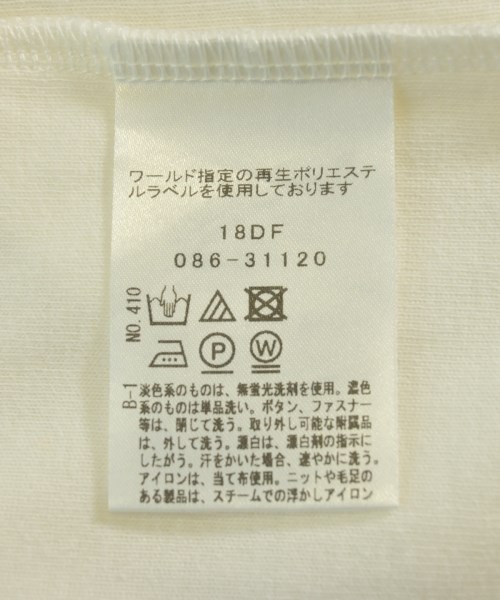 ワールド指定の再生ポリエステ
ルラベルを使用しております
18DF
086-31120
NO. 410
P
W
B-1
淡色系のものは、無蛍光洗剤を使用。濃色
系のものは単品洗い。ボタン、ファスナー
等は、閉じて洗う。取り外し可能な附属品
は、外して洗う。漂白は、漂白剤の指示に
したがう。汗をかいた場合、速やかに洗う。
アイロンは、当て布使用。ニットや毛足の
ある製品は、スチームでの浮かしアイロン